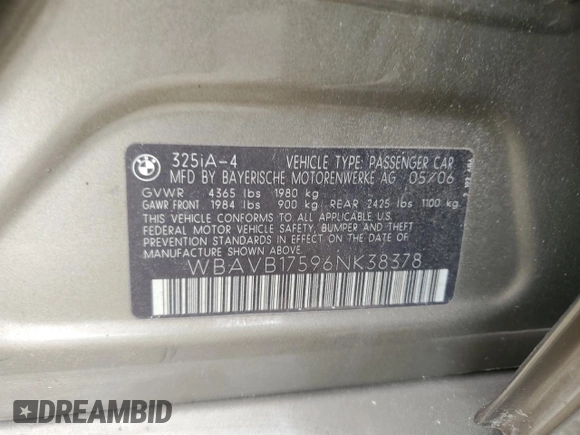 325iA-4 VEHICLE TYPE: PASSENGER CAR
MFD BY BAYERISCHE MOTORENWERKE AG 05/06
GVWR 4365 lbs 1980 kg
GAWR FRONT 1984 lbs 900 kg REAR 2425 lbs 1100 kg
THIS VEHICLE CONFORMS TO ALL APPLICABLE U.S.
FEDERAL MOTOR VEHICLE SAFETY, BUMPER AND THEFT
PREVENTION STANDARDS IN EFFECT ON THE DATE OF MANUFACTURE SHOWN ABOVE.
WBAVB17596NK38378
DREAMBID